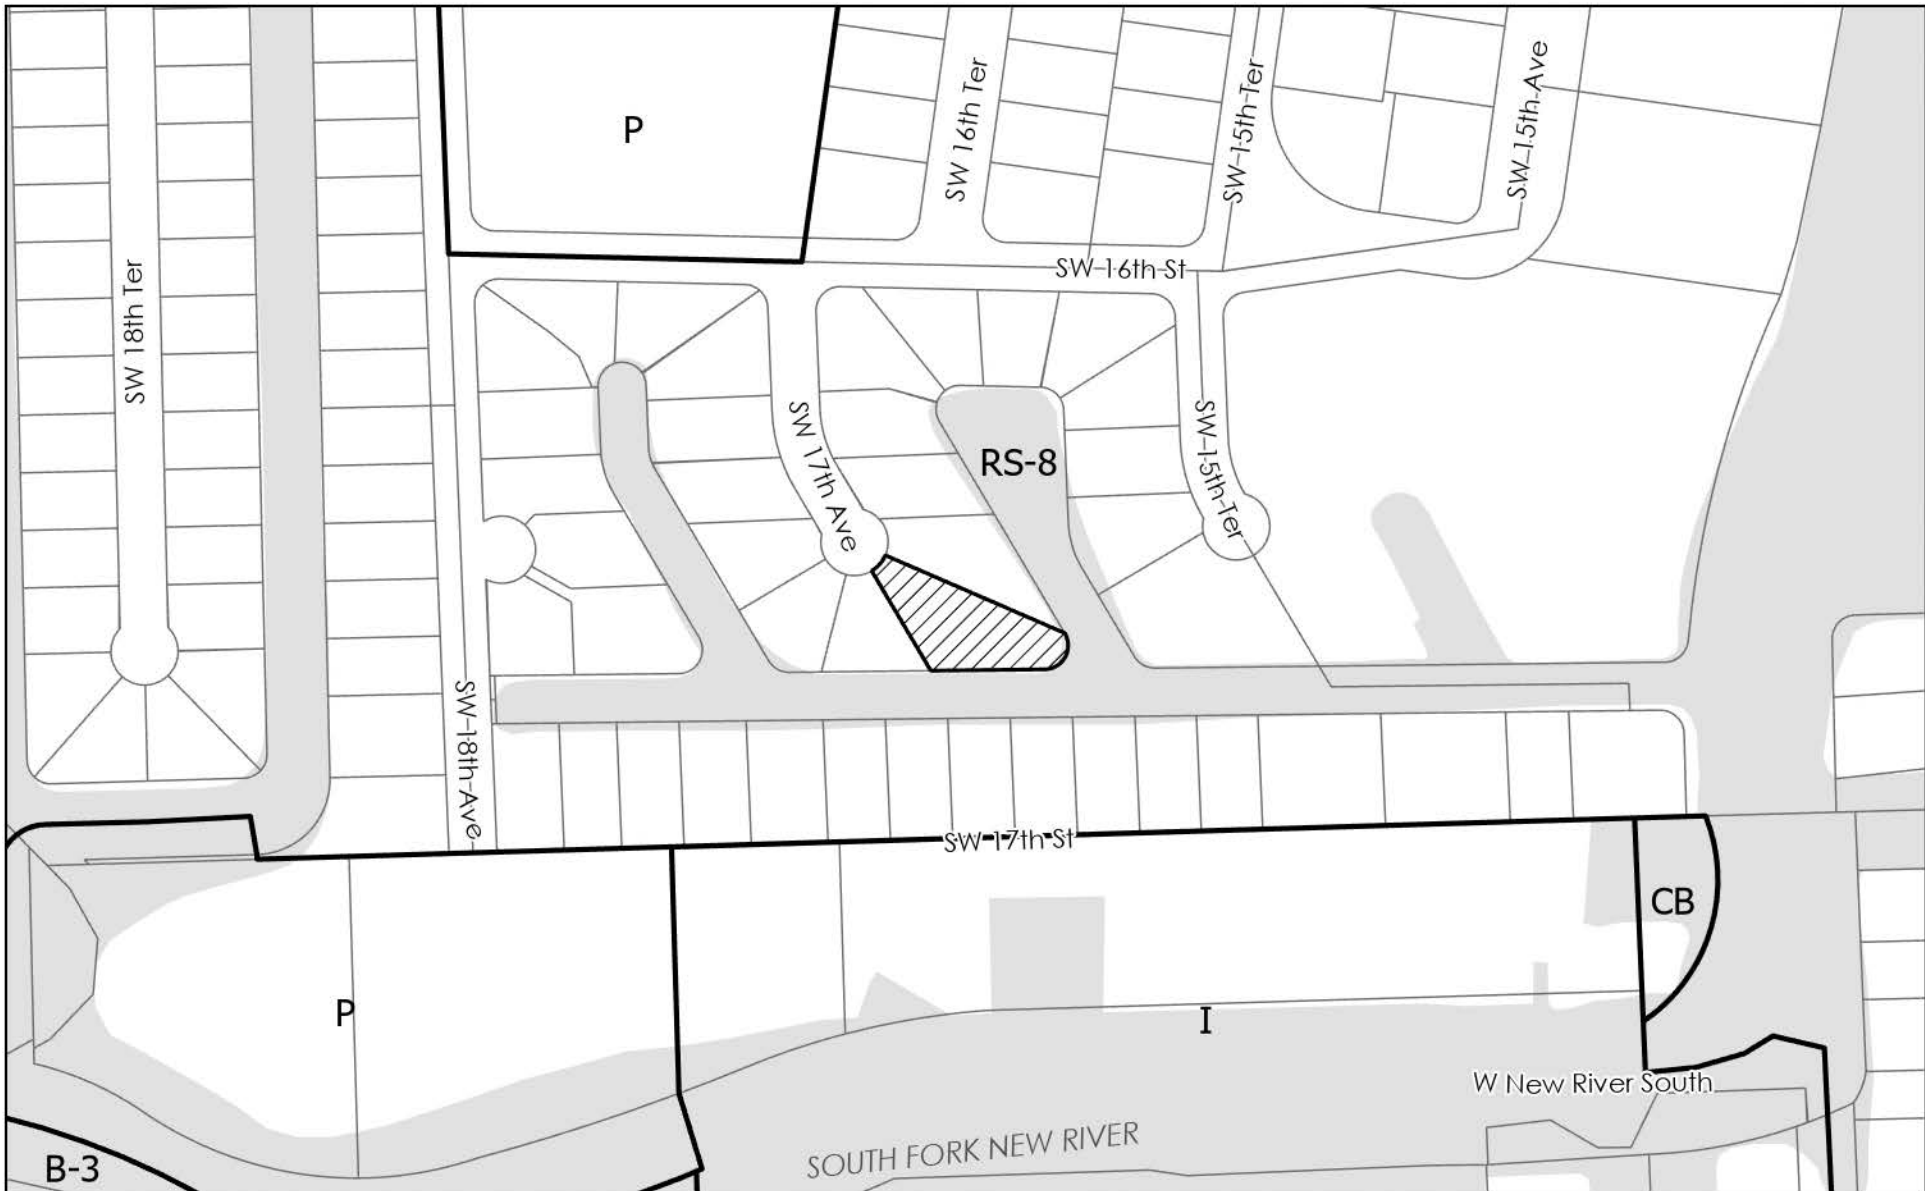 P
SW 16th Ter
SW 15th Ter
SW 15th Ave
SW 18th Ter
SW 16th St
SW 17th Ave
RS-8
SW 15th Ter
SW 18th Ave
SW 17th St
CB
P
I
W New River South
SOUTH FORK NEW RIVER
B-3